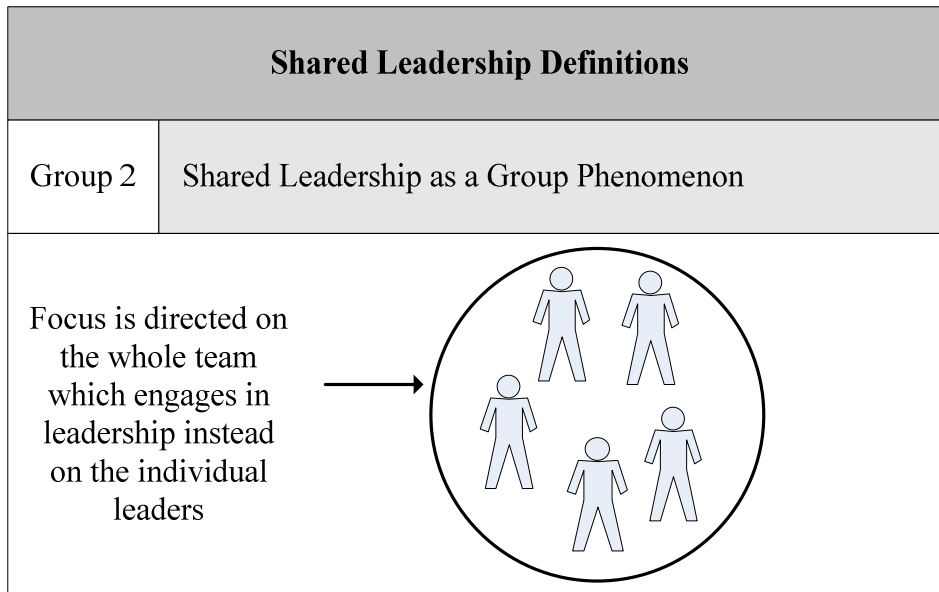 Shared Leadership Definitions
Group 2
Shared Leadership as a Group Phenomenon
Focus is directed on
the whole team
which engages in
leadership instead
on the individual
leaders